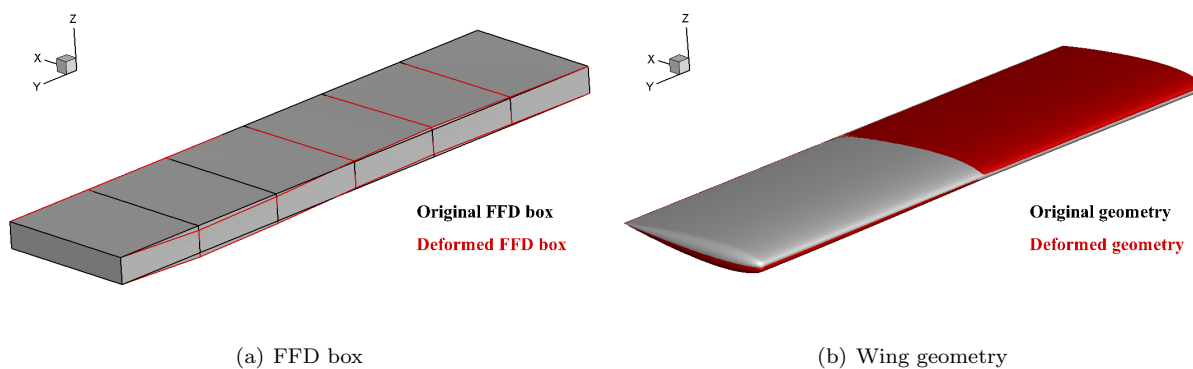 Z
X
Y
Original FFD box
Deformed FFD box
(a) FFD box
Z
X
Y
Original geometry
Deformed geometry
(b) Wing geometry